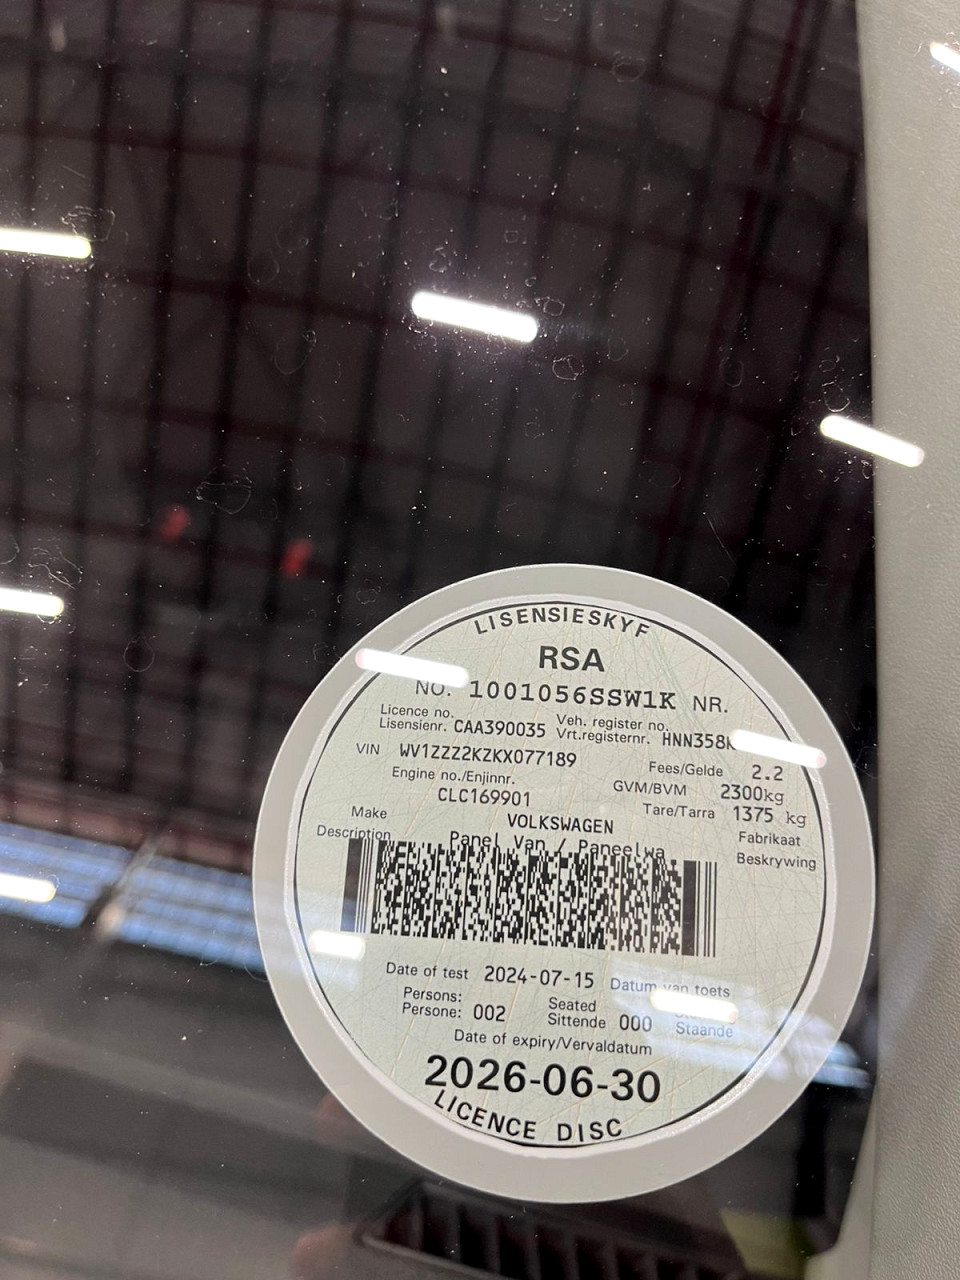 LISENSIESKYF
RSA
NO. 1001056SSW1K NR.
Licence no. Veh. register no.
Lisensienr. CAA390035 Vrt.registernr.
VIN WV1ZZZ2KZKX077189
Fees/Gelde 2.2
Engine no./Enjinnr. GVM/BVM 2300kg
CLC169901 Tare/Tarra 1375 kg
Make VOLKSWAGEN Fabrikaat
Description Panel Van / Paneelwa Beskrywing
Date of test 2024-07-15 Datum van toets
Persons: Seated
Persone: 002 Sittende 000 Staande
Date of expiry/Vervaldatum
2026-06-30
LICENCE DISC